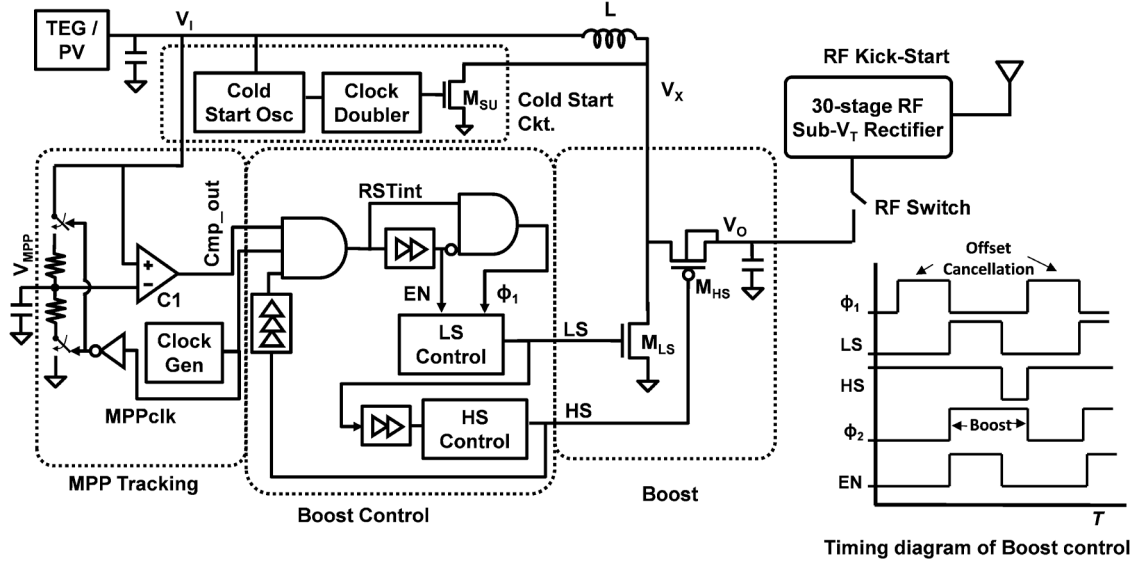 TEG /
PV
V_I
L
Cold
Start Osc
Clock
Doubler
M_SU
Cold Start
Ckt.
V_X
RF Kick-Start
30-stage RF
Sub-V_T Rectifier
RF Switch
V_MPP
+
−
C1
Cmp_out
Clock
Gen
MPPclk
MPP Tracking
RSTint
EN
Φ1
LS
Control
LS
HS
Control
HS
Boost Control
M_LS
M_HS
V_O
Boost
Offset
Cancellation
Φ1
LS
HS
Φ2
Boost
EN
T
Timing diagram of Boost control